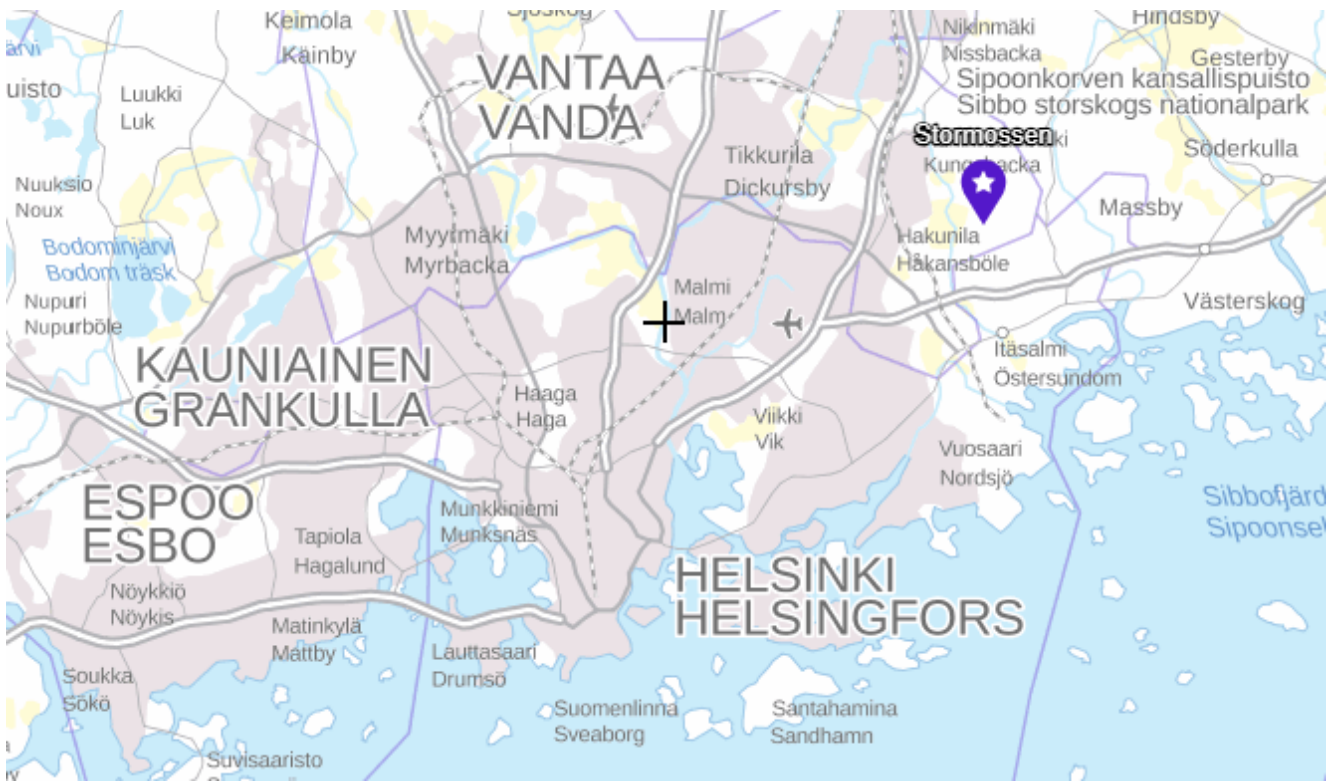 Keimola
Käinby
Nikinmäki
Nissbacka
Hindsby
Gesterby
Sipoonkorven kansallispuisto
Sibbo storskogs nationalpark
VANTAA
VANDA
Luukki
Luk
Stormossen
Söderkulla
Tikkurila
Dickursby
Nuuksio
Noux
Massby
Myyrmäki
Myrbacka
Hakunila
Håkansböle
Bodominjärvi
Bodom träsk
Malmi
Malm
Nupuri
Nupurböle
Västerskog
KAUNIAINEN
GRANKULLA
Itäsalmi
Östersundom
Haaga
Haga
Viikki
Vik
Vuosaari
Nordsjö
ESPOO
ESBO
Munkkiniemi
Munksnäs
Tapiola
Hagalund
HELSINKI
HELSINGFORS
Nöykkiö
Nöykis
Matinkylä
Mattby
Lauttasaari
Drumsö
Soukka
Sökö
Suomenlinna
Sveaborg
Santahamina
Sandhamn
Suvisaaristo